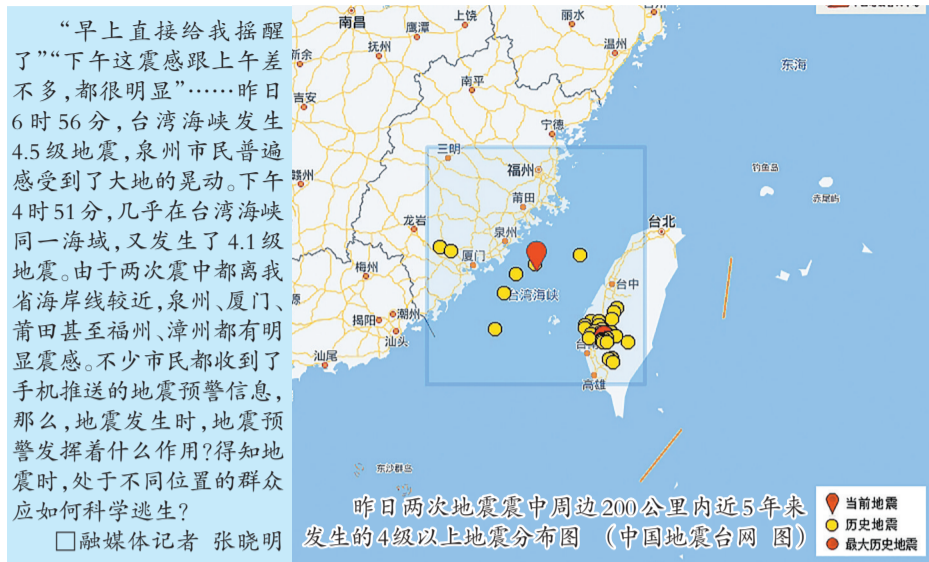 “早上直接给我摇醒
了”“下午这震感跟上午差
不多,都很明显”……昨日
6时56分,台湾海峡发生
4.5级地震,泉州市民普遍
感受到了大地的晃动。下午
4时51分,几乎在台湾海峡
同一海域,又发生了4.1级
地震。由于两次震中都离我
省海岸线较近,泉州、厦门、
莆田甚至福州、漳州都有明
显震感。不少市民都收到了
手机推送的地震预警信息,
那么,地震发生时,地震预
警发挥着什么作用?得知地
震时,处于不同位置的群众
应如何科学逃生?
□融媒体记者 张晓明
南昌
上饶
鹰潭
丽水
温州
抚州
新余
东海
南平
吉安
宁德
三明
福州
钓鱼岛
赣州
莆田
赤尾屿
龙岩
泉州
台北
厦门
梅州
台中
台湾海峡
揭阳
潮州
汕头
汕尾
高雄
东沙群岛
昨日两次地震震中周边200公里内近5年来
发生的4级以上地震分布图 (中国地震台网 图)
当前地震
历史地震
最大历史地震